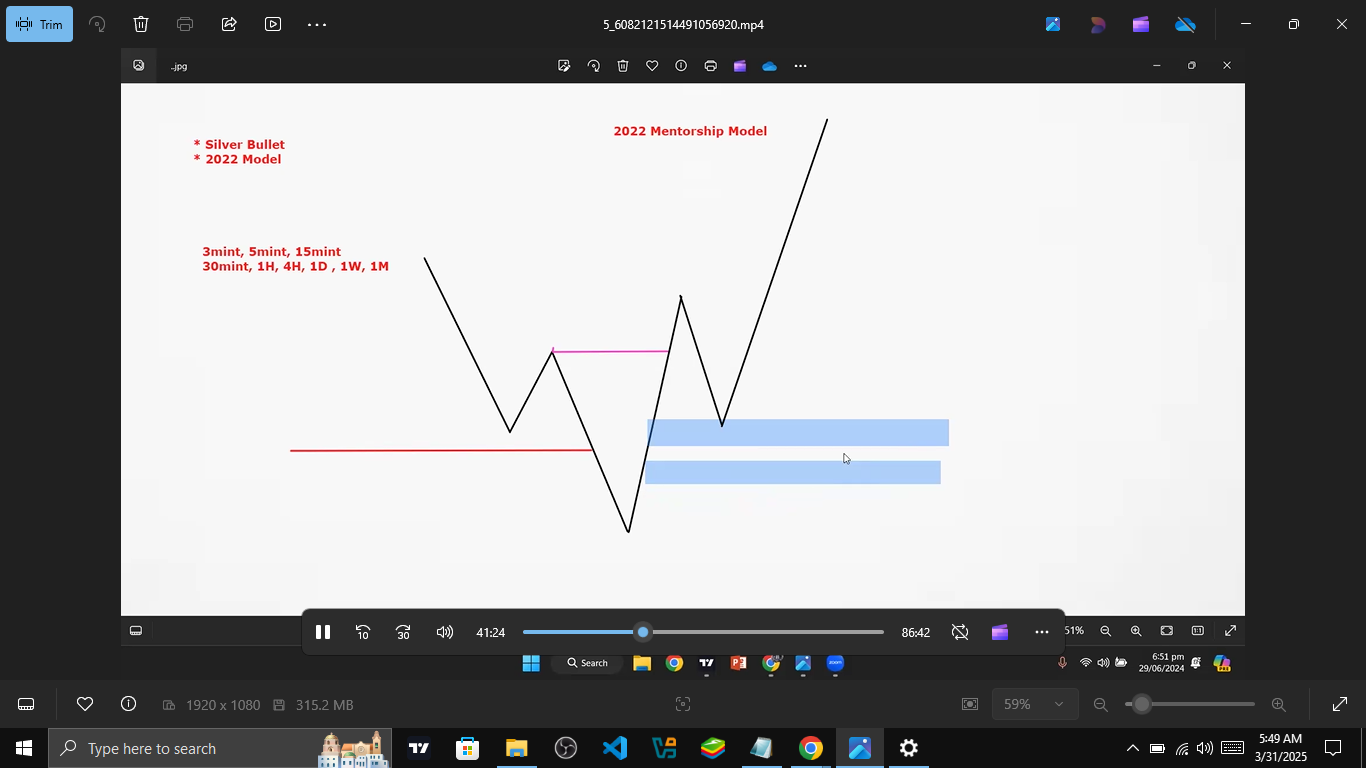 Trim
5_6082121514491056920.mp4
.jpg
2022 Mentorship Model
* Silver Bullet
* 2022 Model
3mint, 5mint, 15mint
30mint, 1H, 4H, 1D , 1W, 1M
10
30
41:24
86:42
51%
Search
6:51 pm
29/06/2024
1920 x 1080
315.2 MB
59%
Type here to search
5:49 AM
3/31/2025